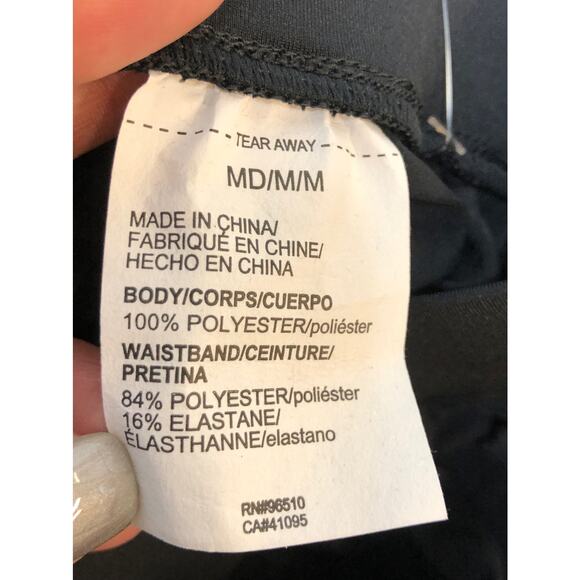 TEAR AWAY
MD/M/M
MADE IN CHINA/
FABRIQUÉ EN CHINE/
HECHO EN CHINA
BODY/CORPS/CUERPO
100% POLYESTER/poliéster
WAISTBAND/CEINTURE/
PRETINA
84% POLYESTER/poliéster
16% ELASTANE/
ÉLASTHANNE/elastano
RN#96510
CA#41095